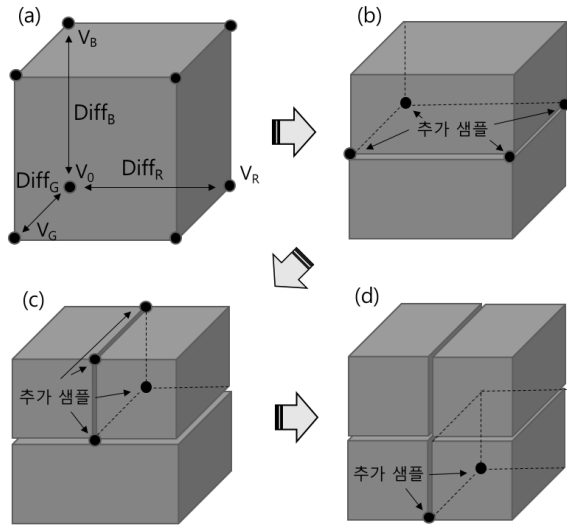 (a)
V_B
Diff_B
Diff_R
V_0
Diff_G
V_R
V_G
(b)
추가 샘플
(c)
추가 샘플
(d)
추가 샘플